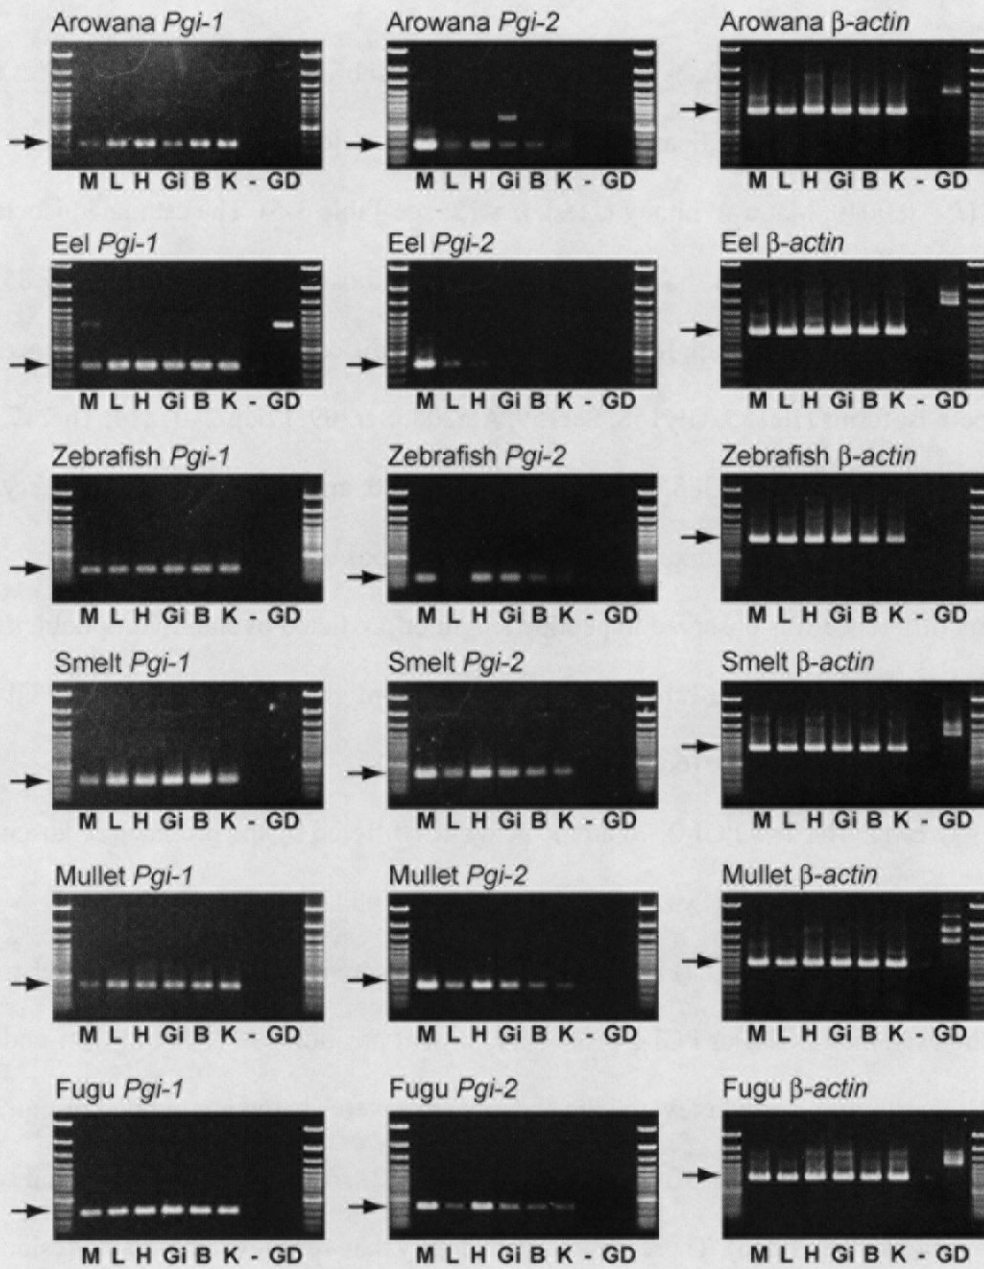 Arowana Pgi-1 Arowana Pgi-2 Arowana β-actin
M L H Gi B K - GD M L H Gi B K - GD M L H Gi B K - GD
Eel Pgi-1 Eel Pgi-2 Eel β-actin
M L H Gi B K - GD M L H Gi B K - GD M L H Gi B K - GD
Zebrafish Pgi-1 Zebrafish Pgi-2 Zebrafish β-actin
M L H Gi B K - GD M L H Gi B K - GD M L H Gi B K - GD
Smelt Pgi-1 Smelt Pgi-2 Smelt β-actin
M L H Gi B K - GD M L H Gi B K - GD M L H Gi B K - GD
Mullet Pgi-1 Mullet Pgi-2 Mullet β-actin
M L H Gi B K - GD M L H Gi B K - GD M L H Gi B K - GD
Fugu Pgi-1 Fugu Pgi-2 Fugu β-actin
M L H Gi B K - GD M L H Gi B K - GD M L H Gi B K - GD